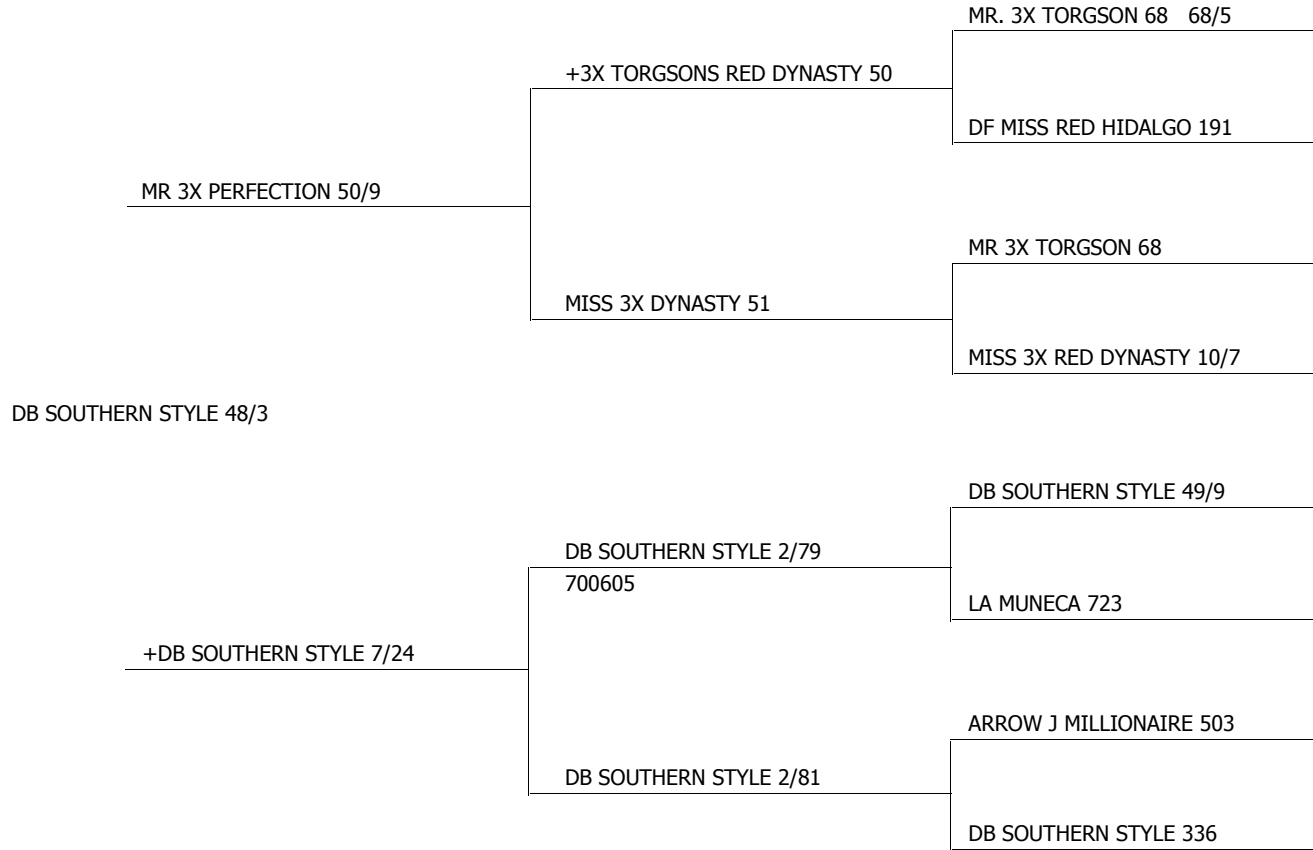 MR. 3X TORGSON 68 68/5
+3X TORGSONS RED DYNASTY 50
DF MISS RED HIDALGO 191
MR 3X PERFECTION 50/9
MR 3X TORGSON 68
MISS 3X DYNASTY 51
MISS 3X RED DYNASTY 10/7
DB SOUTHERN STYLE 48/3
DB SOUTHERN STYLE 49/9
DB SOUTHERN STYLE 2/79
700605
LA MUNECA 723
+DB SOUTHERN STYLE 7/24
ARROW J MILLIONAIRE 503
DB SOUTHERN STYLE 2/81
DB SOUTHERN STYLE 336